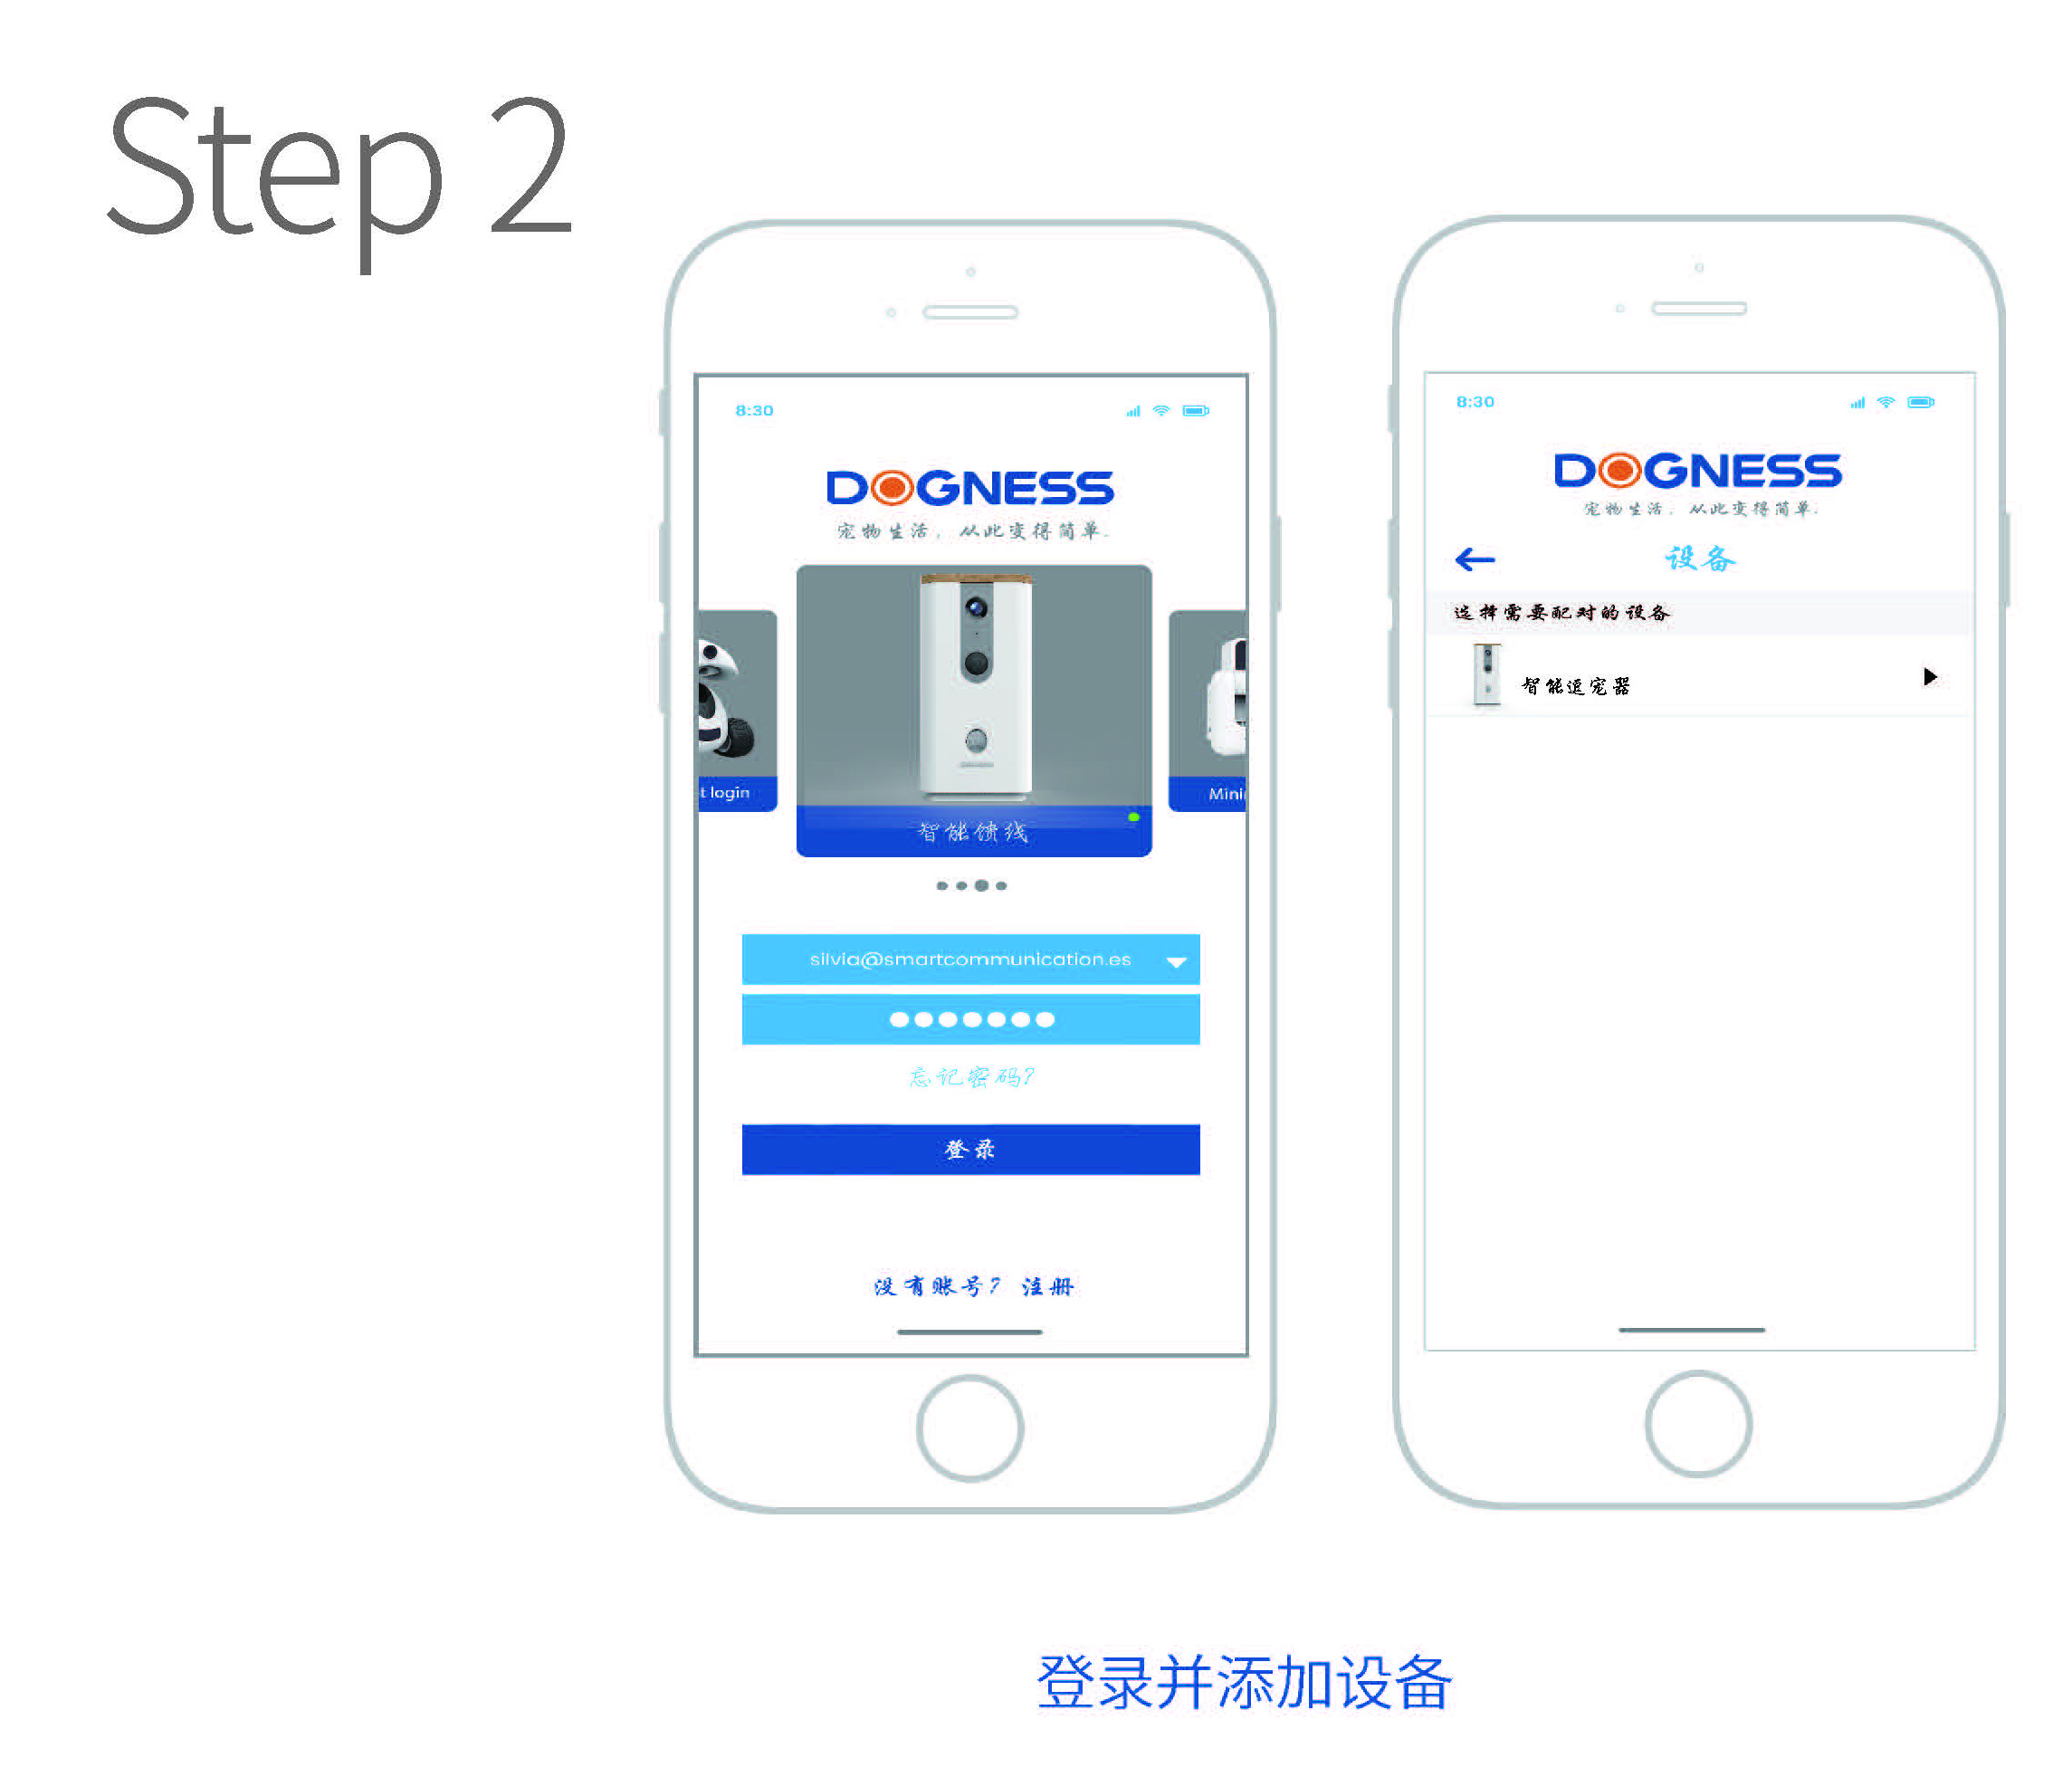 Step 2
8:30
DOGNESS
宠物生活，从此变得简单.
t login
智能馈线
Mini
silvia@smartcommunication.es
忘记密码?
登录
没有账号? 注册
8:30
DOGNESS
宠物生活，从此变得简单.
设备
选择需要配对的设备
智能逗宠器
登录并添加设备